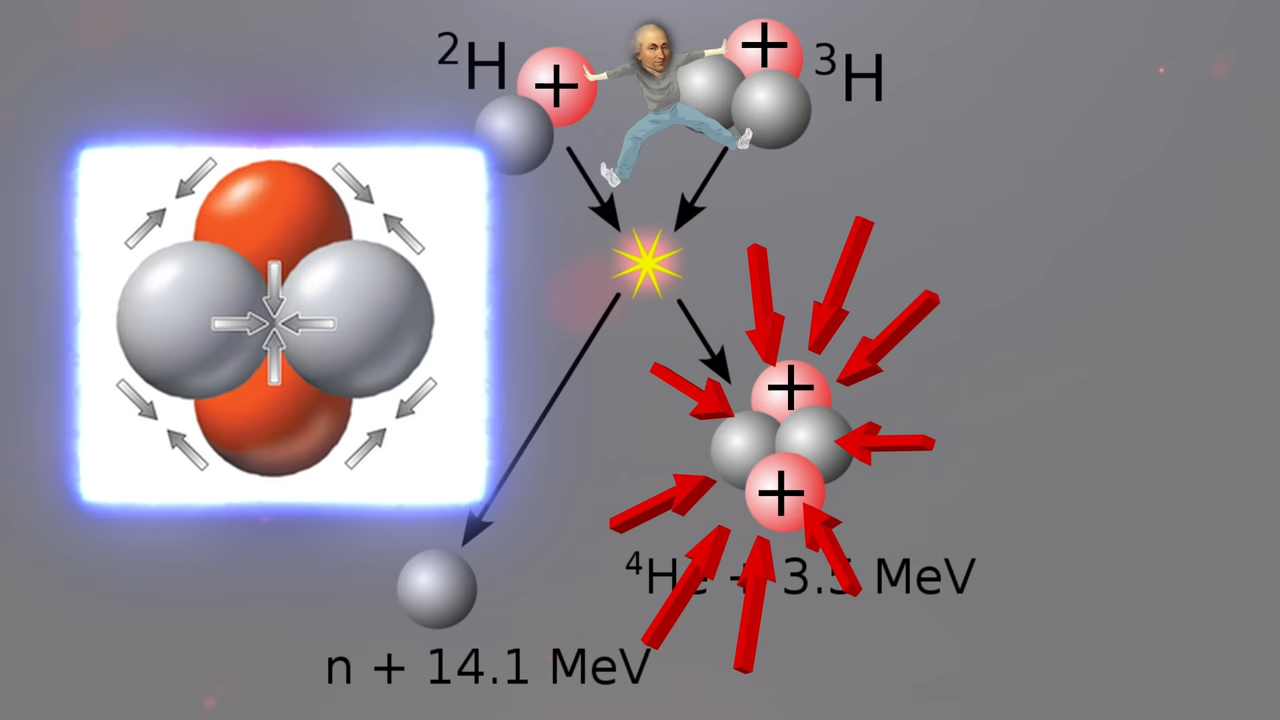 ²H
³H
⁴He + 3.5 MeV
n + 14.1 MeV
+
+
+
+